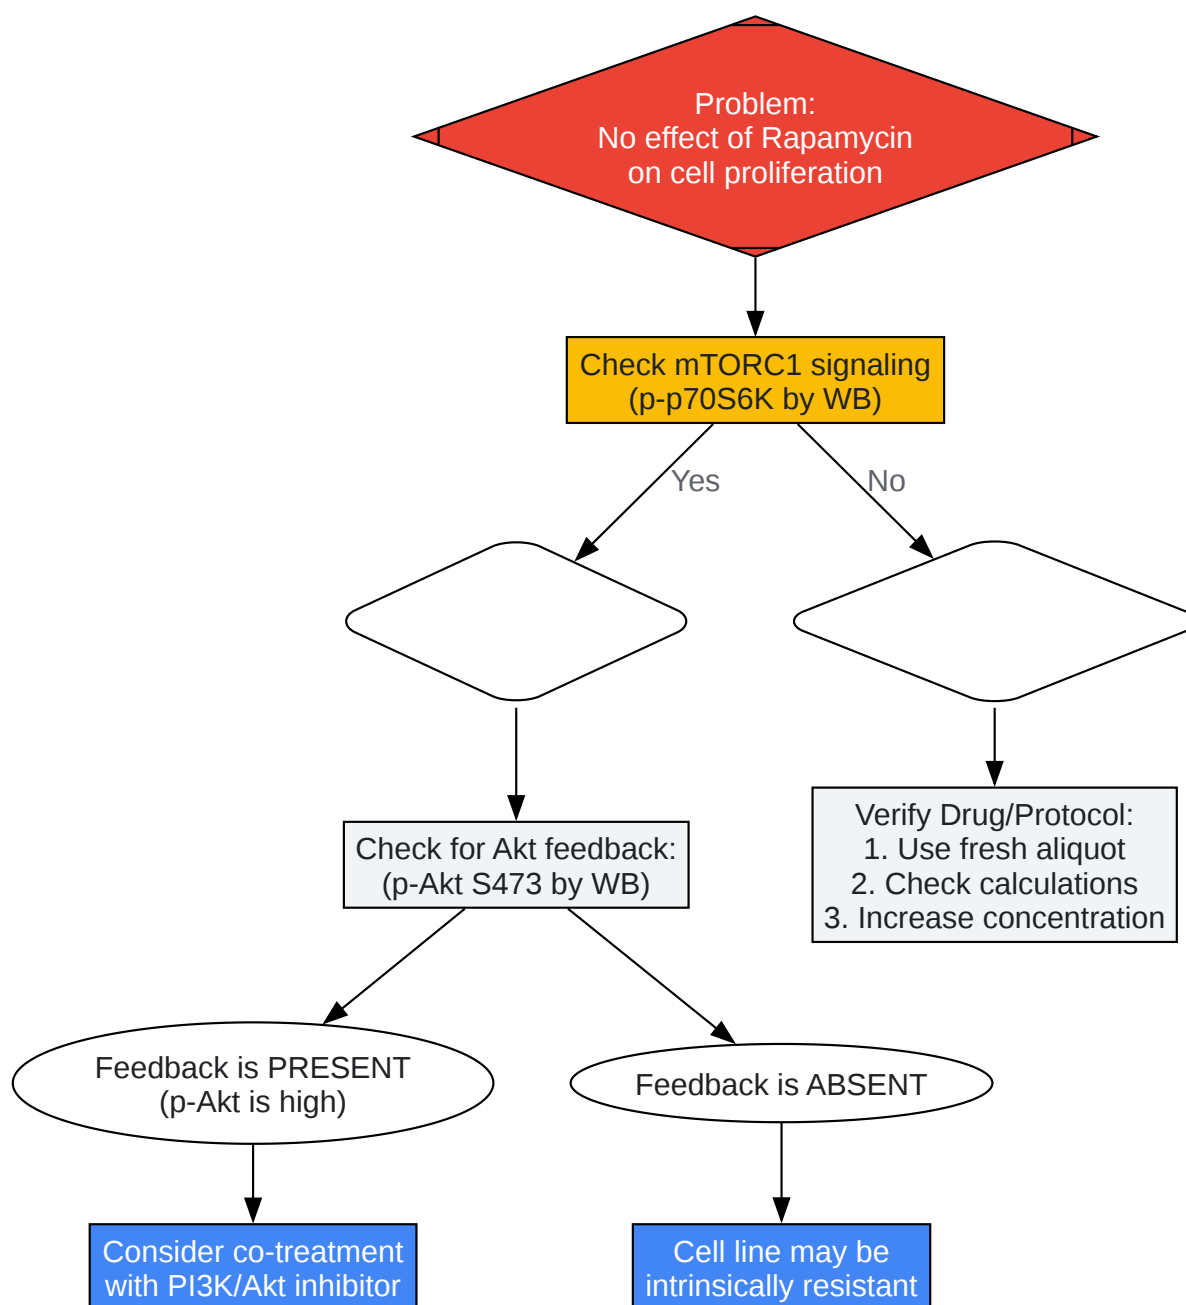 Problem:
No effect of Rapamycin
on cell proliferation
Check mTORC1 signaling
(p-p70S6K by WB)
Yes
No
Check for Akt feedback:
(p-Akt S473 by WB)
Verify Drug/Protocol:
1. Use fresh aliquot
2. Check calculations
3. Increase concentration
Feedback is PRESENT
(p-Akt is high)
Feedback is ABSENT
Consider co-treatment
with PI3K/Akt inhibitor
Cell line may be
intrinsically resistant